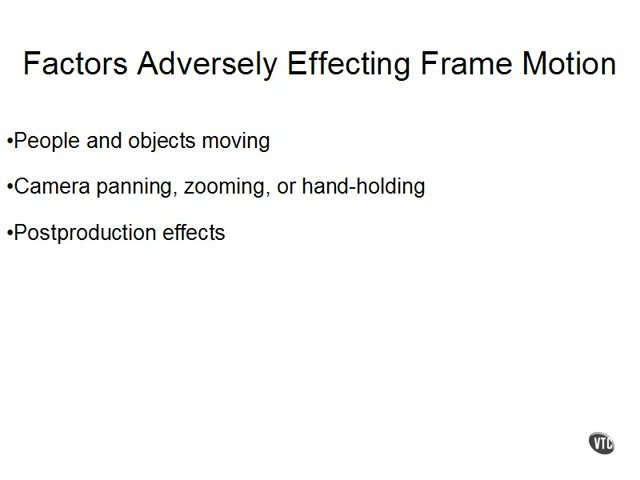 Factors Adversely Effecting Frame Motion
•People and objects moving
•Camera panning, zooming, or hand-holding
•Postproduction effects
VTC